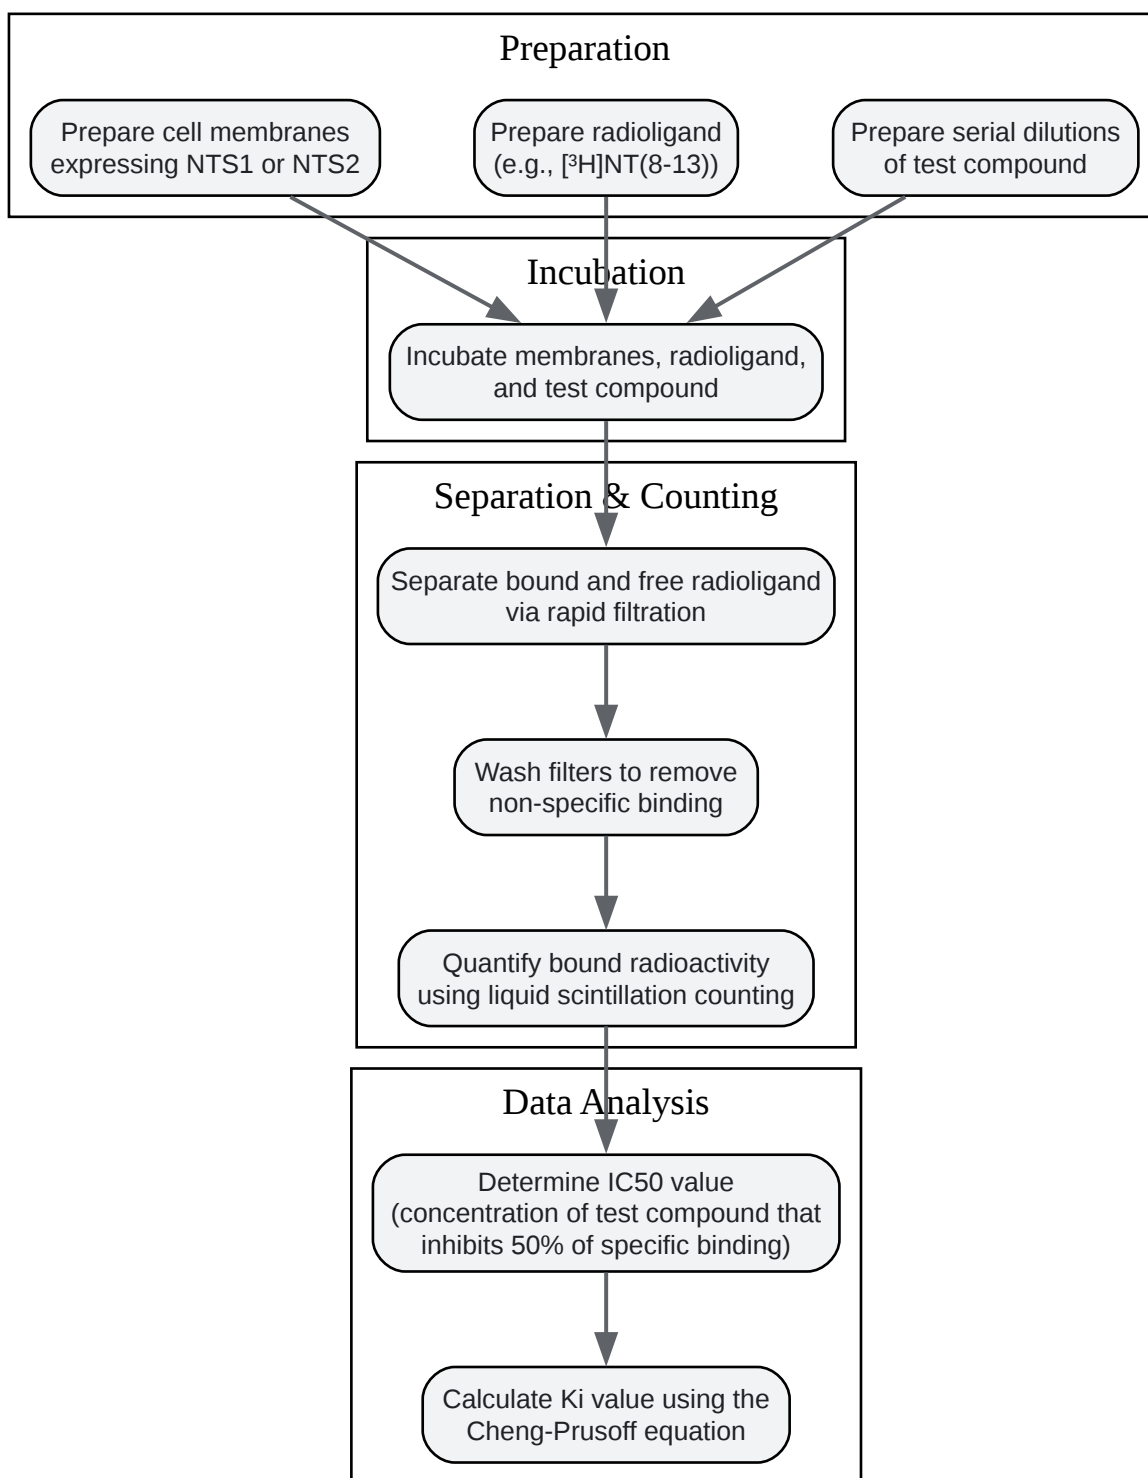 Preparation
Prepare cell membranes
expressing NTS1 or NTS2
Prepare radioligand
(e.g., [³H]NT(8-13))
Prepare serial dilutions
of test compound
Incubation
Incubate membranes, radioligand,
and test compound
Separation & Counting
Separate bound and free radioligand
via rapid filtration
Wash filters to remove
non-specific binding
Quantify bound radioactivity
using liquid scintillation counting
Data Analysis
Determine IC50 value
(concentration of test compound that
inhibits 50% of specific binding)
Calculate Ki value using the
Cheng-Prusoff equation